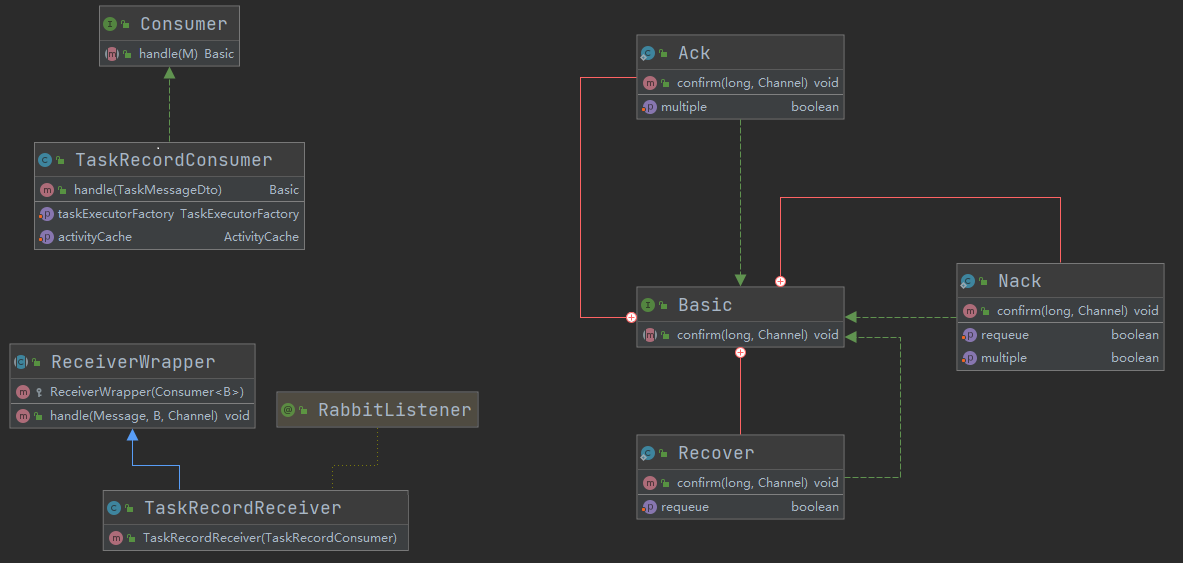 Consumer
handle(M) Basic
TaskRecordConsumer
handle(TaskMessageDto) Basic
taskExecutorFactory TaskExecutorFactory
activityCache ActivityCache
ReceiverWrapper
ReceiverWrapper(Consumer<B>)
handle(Message, B, Channel) void
RabbitListener
TaskRecordReceiver
TaskRecordReceiver(TaskRecordConsumer)
Ack
confirm(long, Channel) void
multiple boolean
Basic
confirm(long, Channel) void
Nack
confirm(long, Channel) void
requeue boolean
multiple boolean
Recover
confirm(long, Channel) void
requeue boolean